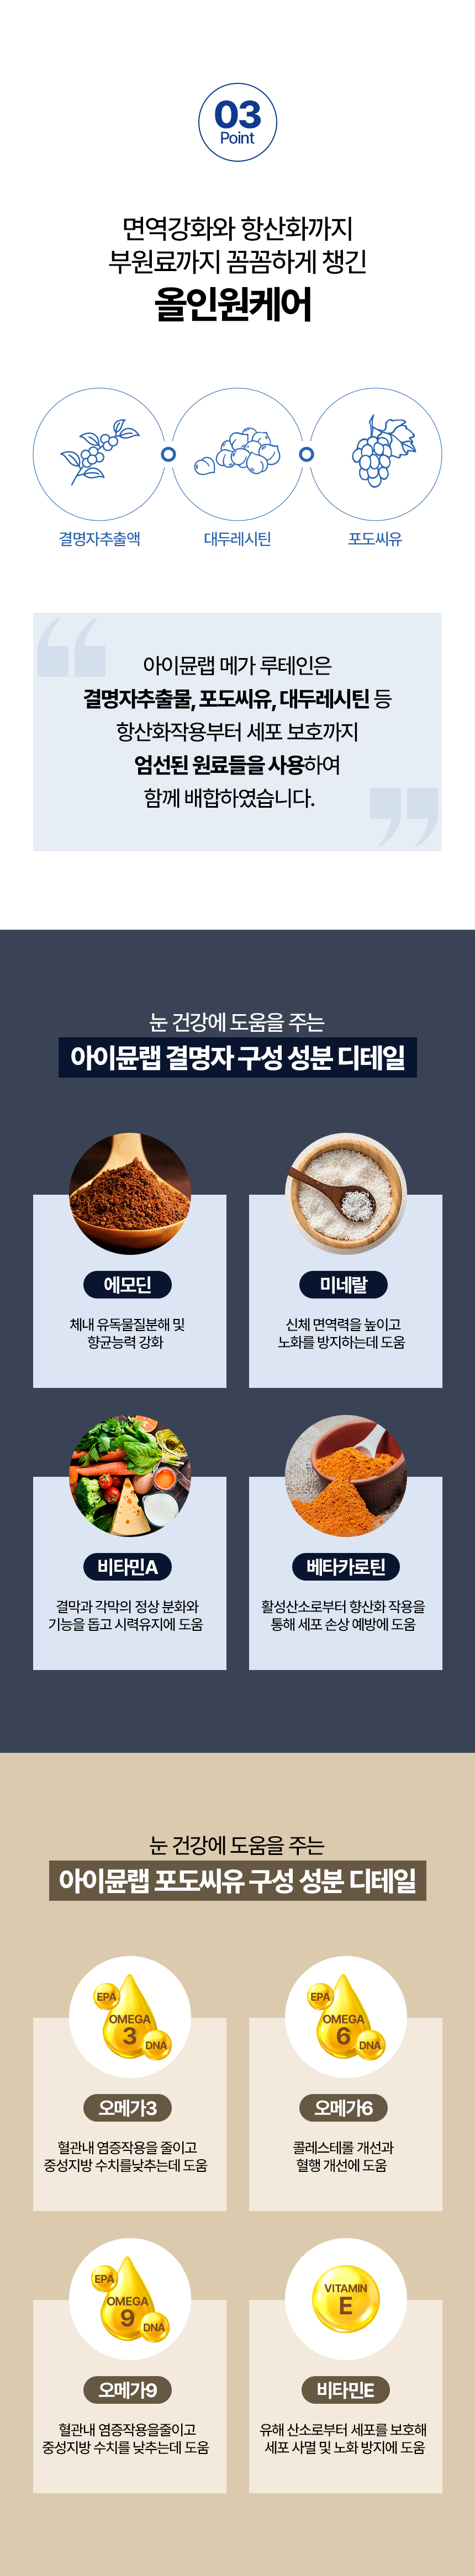 03
Point
면역강화와 항산화까지
부원료까지 꼼꼼하게 챙긴
올인원케어
결명자추출액
대두레시틴
포도씨유
아이뮨랩 메가 루테인은
결명자추출물, 포도씨유, 대두레시틴 등
항산화작용부터 세포 보호까지
엄선된 원료들을 사용하여
함께 배합하였습니다.
눈 건강에 도움을 주는
아이뮨랩 결명자 구성 성분 디테일
에모딘
체내 유독물질분해 및
향균능력 강화
미네랄
신체 면역력을 높이고
노화를 방지하는데 도움
비타민A
결막과 각막의 정상 분화와
기능을 돕고 시력유지에 도움
베타카로틴
활성산소로부터 항산화 작용을
통해 세포 손상 예방에 도움
눈 건강에 도움을 주는
아이뮨랩 포도씨유 구성 성분 디테일
EPA
OMEGA
3
DNA
오메가3
혈관내 염증작용을 줄이고
중성지방 수치를낮추는데 도움
EPA
OMEGA
6
DNA
오메가6
콜레스테롤 개선과
혈행 개선에 도움
EPA
OMEGA
9
DNA
오메가9
혈관내 염증작용을줄이고
중성지방 수치를 낮추는데 도움
VITAMIN
E
비타민E
유해 산소로부터 세포를 보호해
세포 사멸 및 노화 방지에 도움